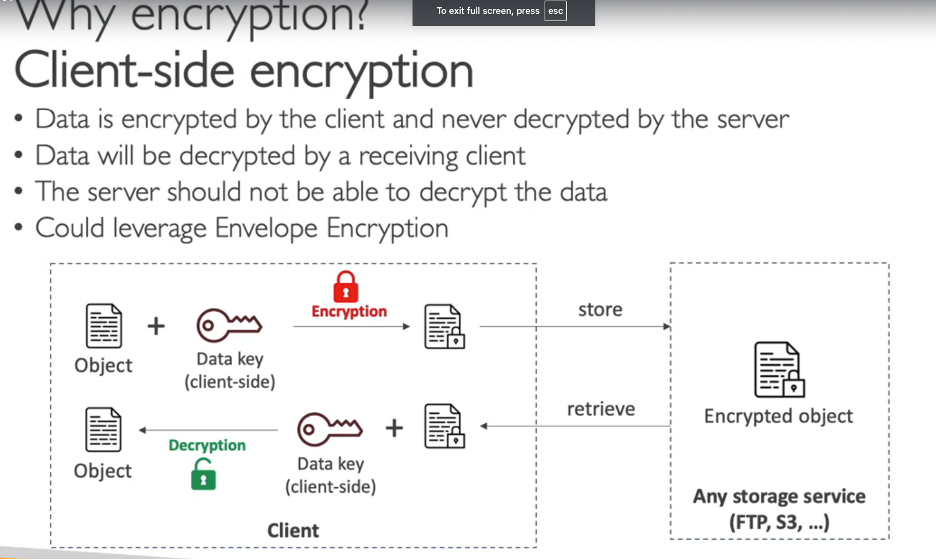 Why encryption?
To exit full screen, press esc
Client-side encryption
• Data is encrypted by the client and never decrypted by the server
• Data will be decrypted by a receiving client
• The server should not be able to decrypt the data
• Could leverage Envelope Encryption
Encryption
store
+
Object
Data key
(client-side)
retrieve
Encrypted object
+
Decryption
Object
Data key
(client-side)
Any storage service
(FTP, S3, ...)
Client